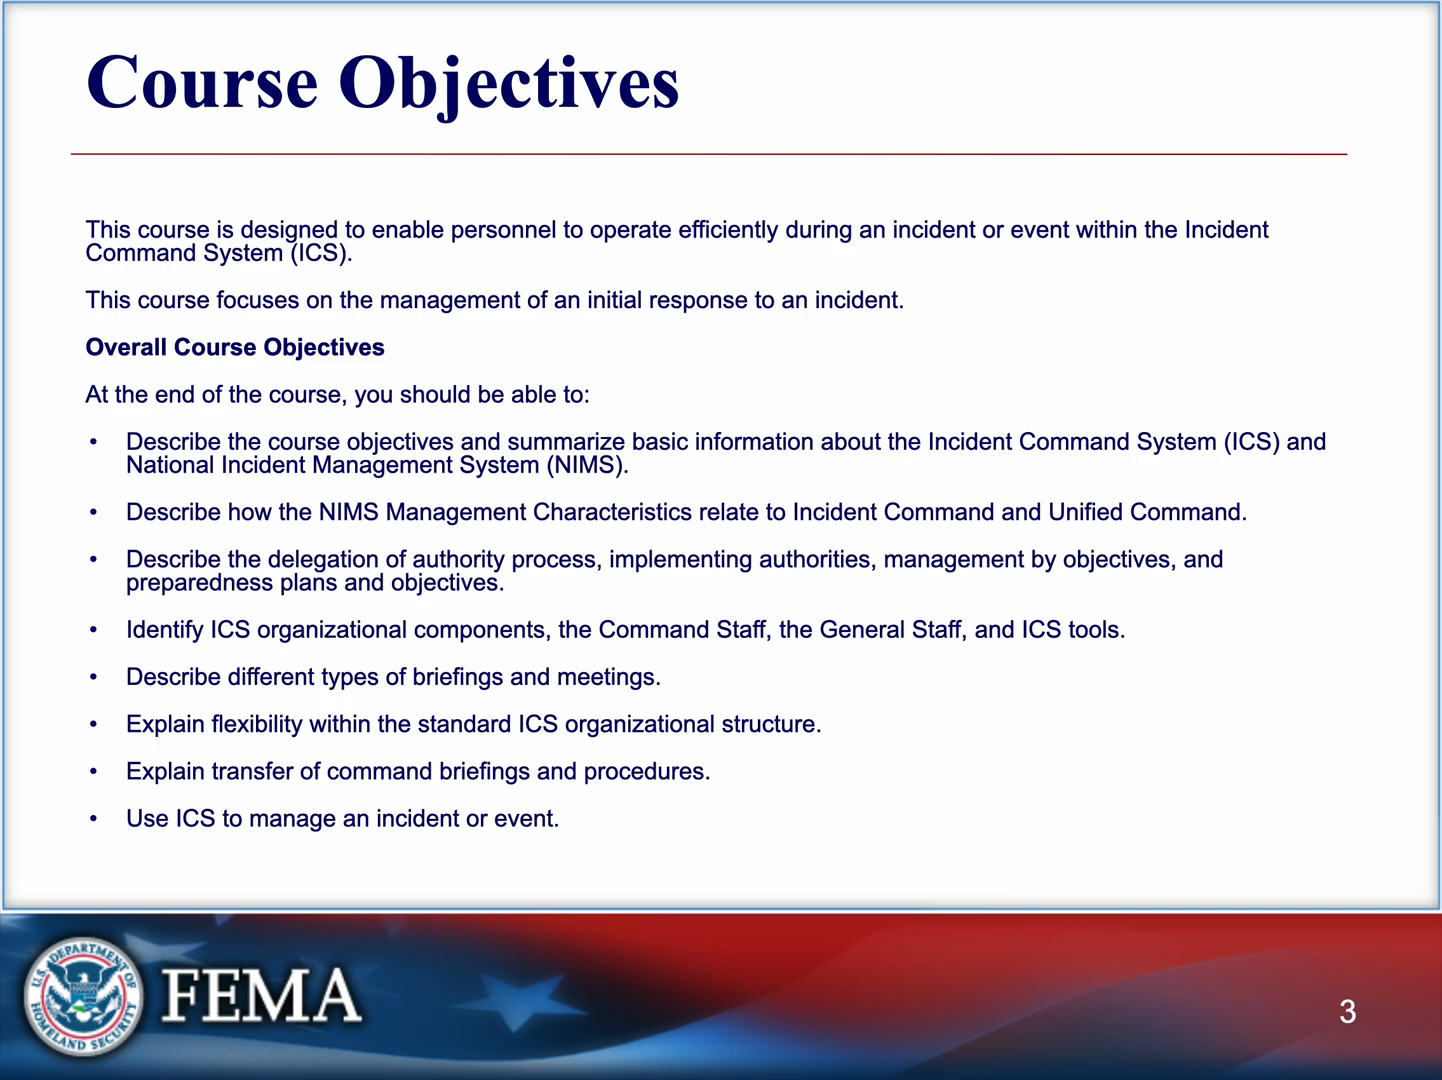 Course Objectives
This course is designed to enable personnel to operate efficiently during an incident or event within the Incident
Command System (ICS).
This course focuses on the management of an initial response to an incident.
Overall Course Objectives
At the end of the course, you should be able to:
• Describe the course objectives and summarize basic information about the Incident Command System (ICS) and
National Incident Management System (NIMS).
• Describe how the NIMS Management Characteristics relate to Incident Command and Unified Command.
• Describe the delegation of authority process, implementing authorities, management by objectives, and
preparedness plans and objectives.
• Identify ICS organizational components, the Command Staff, the General Staff, and ICS tools.
• Describe different types of briefings and meetings.
• Explain flexibility within the standard ICS organizational structure.
• Explain transfer of command briefings and procedures.
• Use ICS to manage an incident or event.
U.S. DEPARTMENT OF
HOMELAND SECURITY
FEMA
3